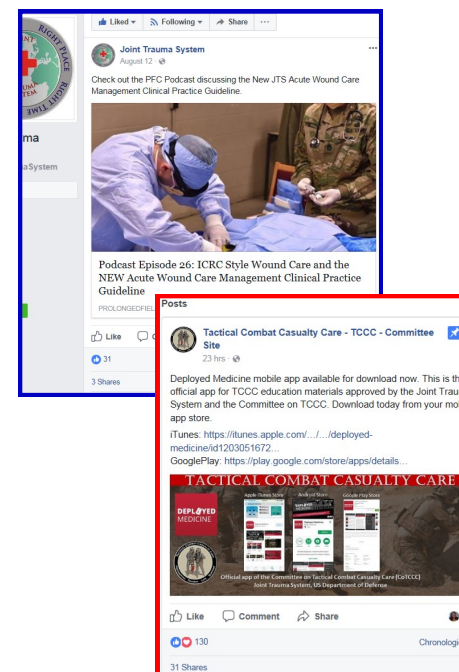 Liked
Following
Share
RIGHT PLACE
RIGHT TIME
ma
aSystem
Joint Trauma System
August 12
Check out the PFC Podcast discussing the New JTS Acute Wound Care
Management Clinical Practice Guideline.
Podcast Episode 26: ICRC Style Wound Care and the
NEW Acute Wound Care Management Clinical Practice
Guideline
PROLONGEDFIEL
Like
31
3 Shares
Posts
Tactical Combat Casualty Care - TCCC - Committee
Site
23 hrs
Deployed Medicine mobile app available for download now. This is th
official app for TCCC education materials approved by the Joint Trau
System and the Committee on TCCC. Download today from your mo
app store.
iTunes: https://itunes.apple.com/.../.../deployed-
medicine/id1203051672...
GooglePlay: https://play.google.com/store/apps/details...
TACTICAL COMBAT CASUALTY CARE
Apple iTunes Store
Android Store
Google Play Store
DEPLOYED
MEDICINE
Official app of the Committee on Tactical Combat Casualty Care (CoTCCC)
Joint Trauma System, US Department of Defense
Like Comment Share
130
Chronologi
31 Shares